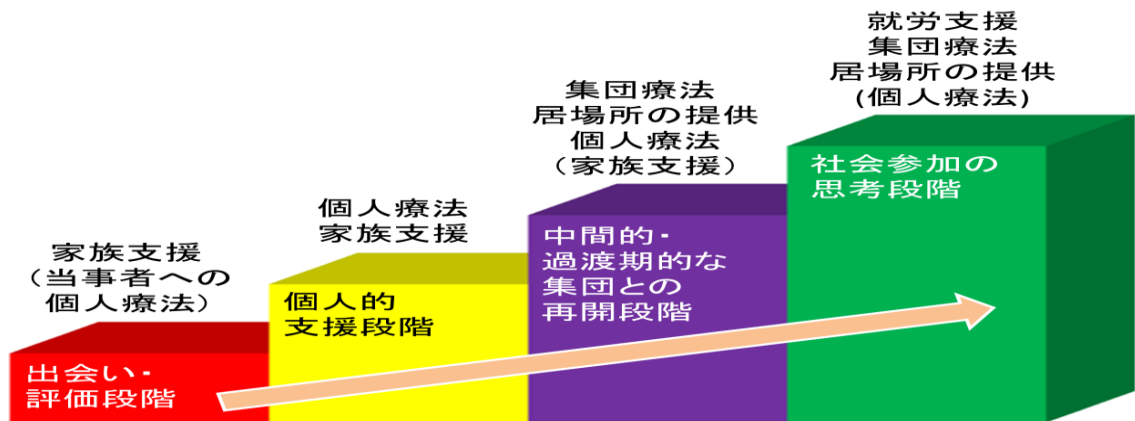 家族支援
(当事者への
個人療法)
出会い・
評価段階
個人療法
家族支援
個人的
支援段階
集団療法
居場所の提供
個人療法
(家族支援)
中間的・
過渡期的な
集団との
再開段階
就労支援
集団療法
居場所の提供
(個人療法)
社会参加の
思考段階